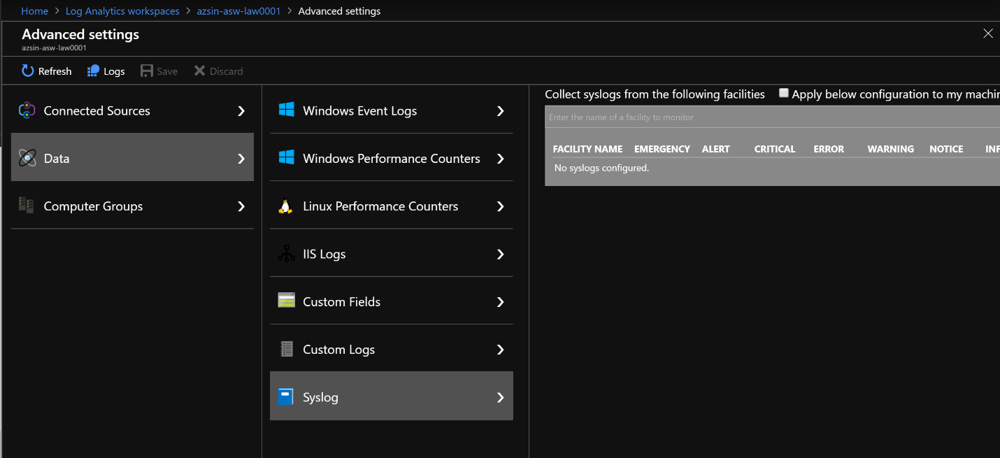 Home > Log Analytics workspaces > azsin-asw-law0001 > Advanced settings
Advanced settings
azsin-asw-law0001
Refresh Logs Save Discard
Connected Sources
Data
Computer Groups
Windows Event Logs
Windows Performance Counters
Linux Performance Counters
IIS Logs
Custom Fields
Custom Logs
Syslog
Collect syslogs from the following facilities Apply below configuration to my
Enter the name of a facility to monitor
FACILITY NAME EMERGENCY ALERT CRITICAL ERROR WARNING NOTICE
No syslogs configured.